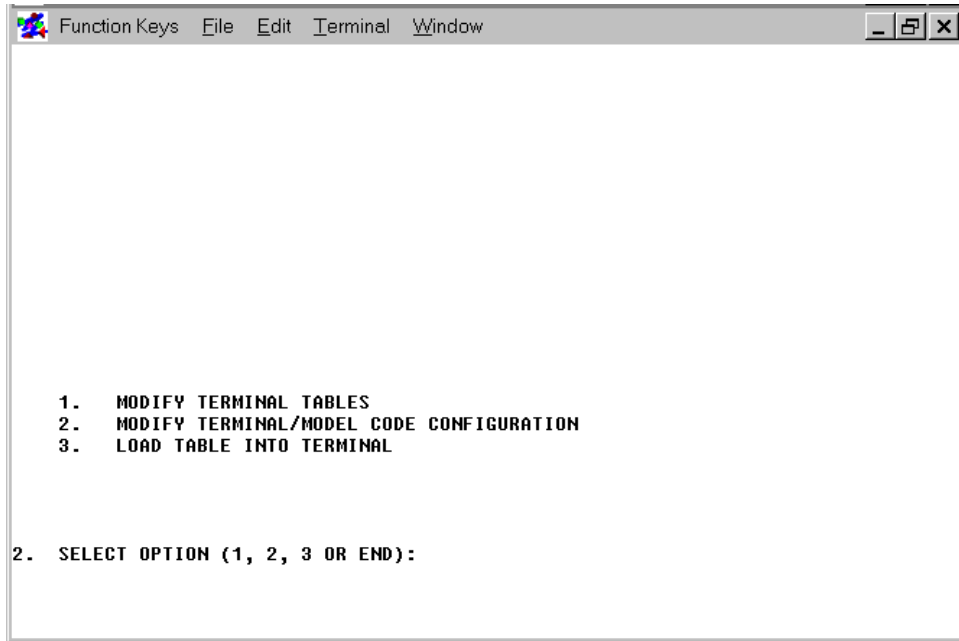 Function Keys File Edit Terminal Window
1. MODIFY TERMINAL TABLES
2. MODIFY TERMINAL/MODEL CODE CONFIGURATION
3. LOAD TABLE INTO TERMINAL
2. SELECT OPTION (1, 2, 3 OR END):